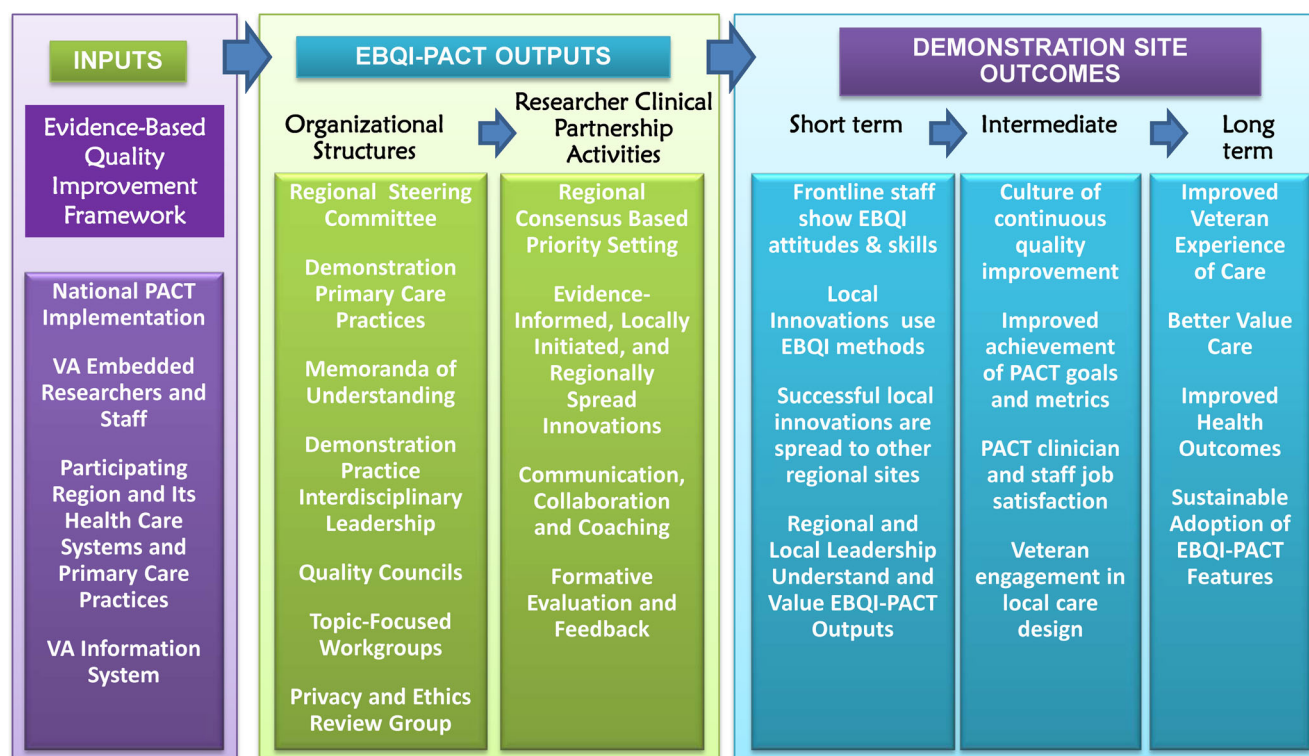 INPUTS
Evidence-Based
Quality
Improvement
Framework
National PACT
Implementation
VA Embedded
Researchers and
Staff
Participating
Region and Its
Health Care
Systems and
Primary Care
Practices
VA Information
System
EBQI-PACT OUTPUTS
Organizational
Structures
Regional Steering
Committee
Demonstration
Primary Care
Practices
Memoranda of
Understanding
Demonstration
Practice
Interdisciplinary
Leadership
Quality Councils
Topic-Focused
Workgroups
Privacy and Ethics
Review Group
Researcher Clinical
Partnership
Activities
Regional
Consensus Based
Priority Setting
Evidence-
Informed, Locally
Initiated, and
Regionally
Spread
Innovations
Communication,
Collaboration
and Coaching
Formative
Evaluation and
Feedback
DEMONSTRATION SITE
OUTCOMES
Short term
Frontline staff
show EBQI
attitudes & skills
Local
Innovations use
EBQI methods
Successful local
innovations are
spread to other
regional sites
Regional and
Local Leadership
Understand and
Value EBQI-PACT
Outputs
Intermediate
Culture of
continuous
quality
improvement
Improved
achievement
of PACT goals
and metrics
PACT clinician
and staff job
satisfaction
Veteran
engagement in
local care
design
Long
term
Improved
Veteran
Experience
of Care
Better Value
Care
Improved
Health
Outcomes
Sustainable
Adoption of
EBQI-PACT
Features